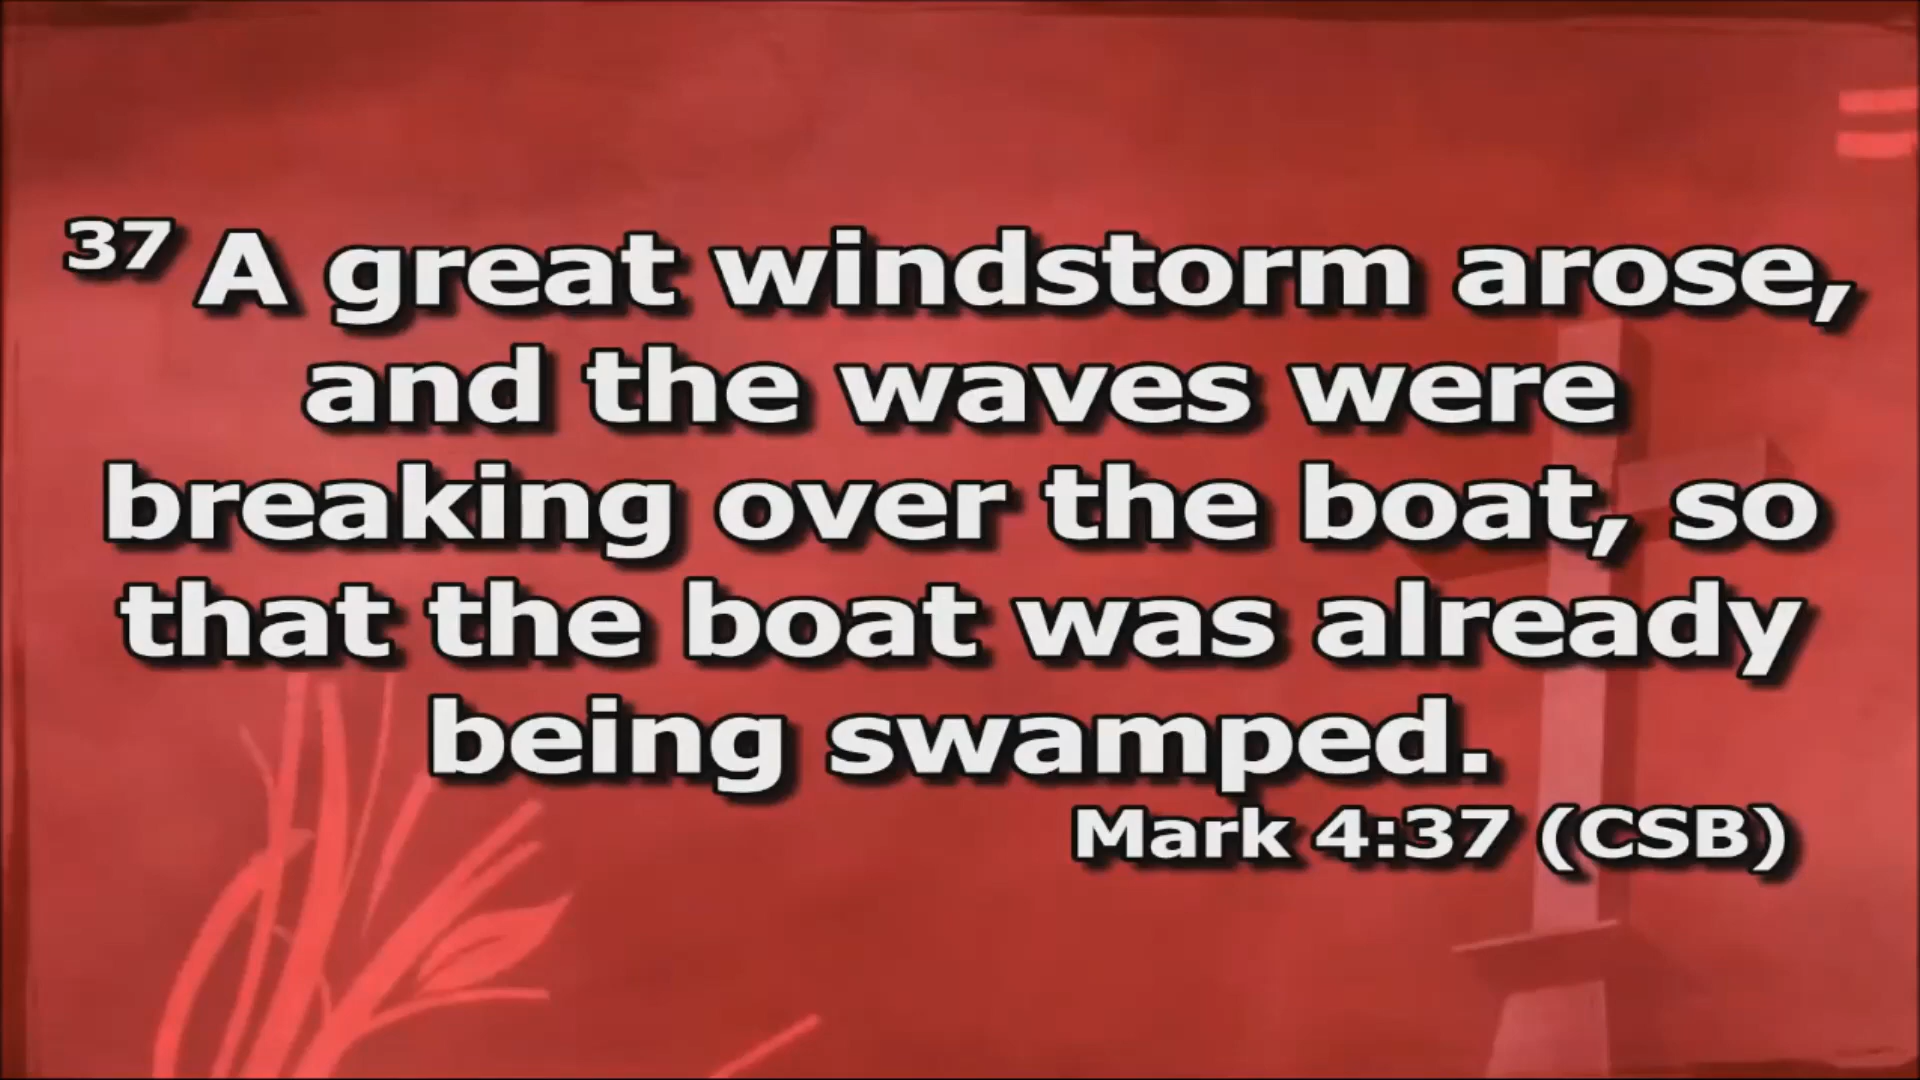 37 A great windstorm arose,
and the waves were
breaking over the boat, so
that the boat was already
being swamped.
Mark 4:37 (CSB)